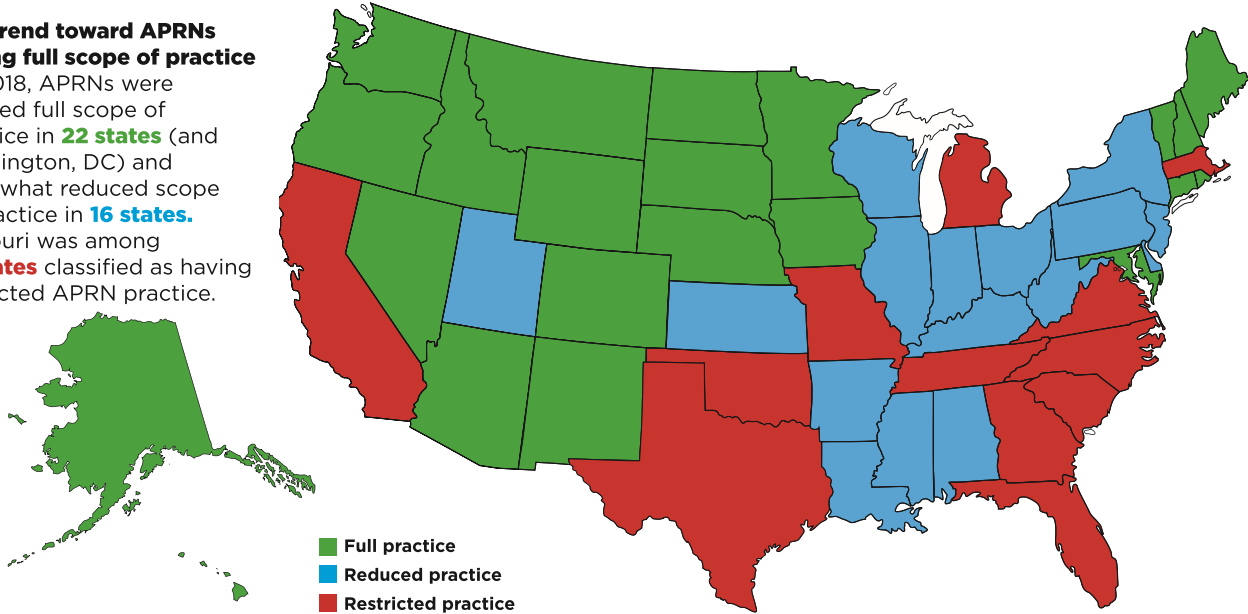 rend toward APRNs
g full scope of practice
018, APRNs were
ed full scope of
ice in 22 states (and
ington, DC) and
what reduced scope
actice in 16 states.
ouri was among
ates classified as having
cted APRN practice.
Full practice
Reduced practice
Restricted practice